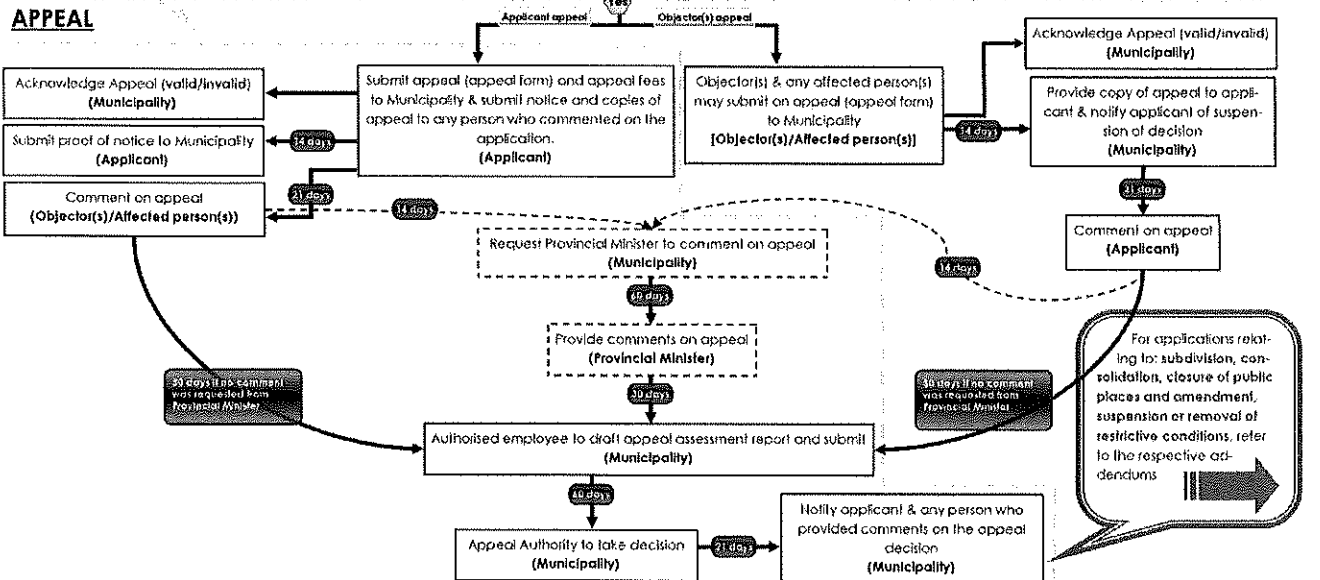 APPEAL
Yes
Applicant appeal
Objector(s) appeal
Acknowledge Appeal (valid/invalid)
(Municipality)
Submit proof of notice to Municipality
(Applicant)
Comment on appeal
(Objector(s)/Affected person(s))
Submit appeal (appeal form) and appeal fees
to Municipality & submit notice and copies of
appeal to any person who commented on the
application.
(Applicant)
14 days
21 days
14 days
Objector(s) & any affected person(s)
may submit an appeal (appeal form)
to Municipality
[Objector(s)/Affected person(s)]
14 days
Acknowledge Appeal (valid/invalid)
(Municipality)
Provide copy of appeal to appli-
cant & notify applicant of suspen-
sion of decision
(Municipality)
21 days
Comment on appeal
(Applicant)
14 days
Request Provincial Minister to comment on appeal
(Municipality)
60 days
Provide comments on appeal
(Provincial Minister)
30 days
30 days if no comment
was requested from
Provincial Minister
30 days if no comment
was requested from
Provincial Minister
For applications relat-
ing to: subdivision, con-
solidation, closure of public
places and amendment,
suspension or removal of
restrictive conditions, refer
to the respective ad-
dendums
Authorised employee to draft appeal assessment report and submit
(Municipality)
60 days
Appeal Authority to take decision
(Municipality)
21 days
Notify applicant & any person who
provided comments on the appeal
decision
(Municipality)